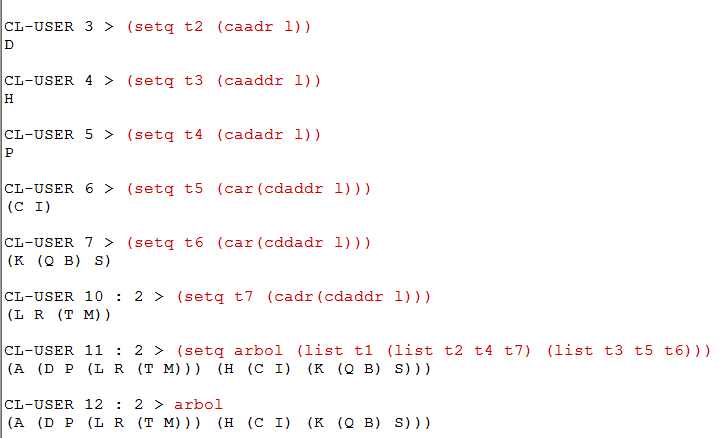 CL-USER 3 > (setq t2 (caadr l))
D
CL-USER 4 > (setq t3 (caaddr l))
H
CL-USER 5 > (setq t4 (cadadr l))
P
CL-USER 6 > (setq t5 (car(cdaddr l)))
(C I)
CL-USER 7 > (setq t6 (car(cddadr l)))
(K (Q B) S)
CL-USER 10 : 2 > (setq t7 (cadr(cdaddr l)))
(L R (T M))
CL-USER 11 : 2 > (setq arbol (list t1 (list t2 t4 t7) (list t3 t5 t6)))
(A (D P (L R (T M))) (H (C I) (K (Q B) S)))
CL-USER 12 : 2 > arbol
(A (D P (L R (T M))) (H (C I) (K (Q B) S)))